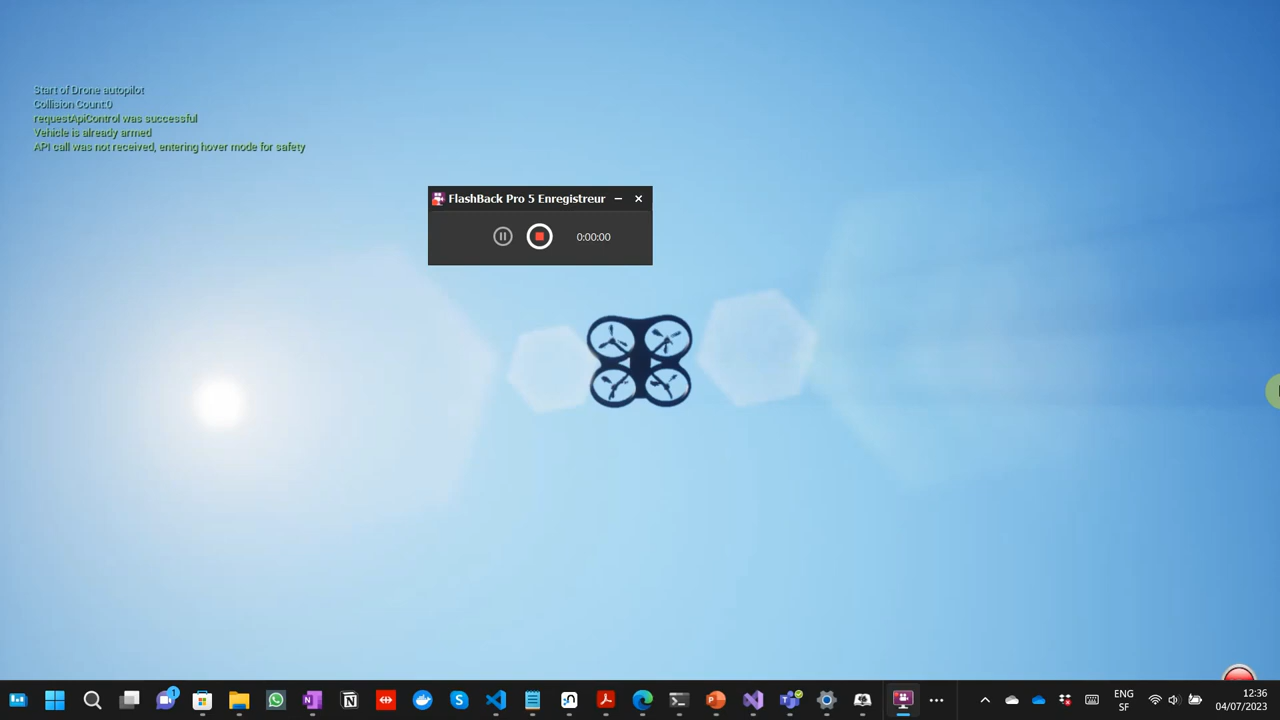 Start of Drone autopilot
Collision Count:0
requestApiControl was successful
Vehicle is already armed
API call was not received, entering hover mode for safety
FlashBack Pro 5 Enregistreur
0:00:00
1
ENG
SF
12:36
04/07/2023